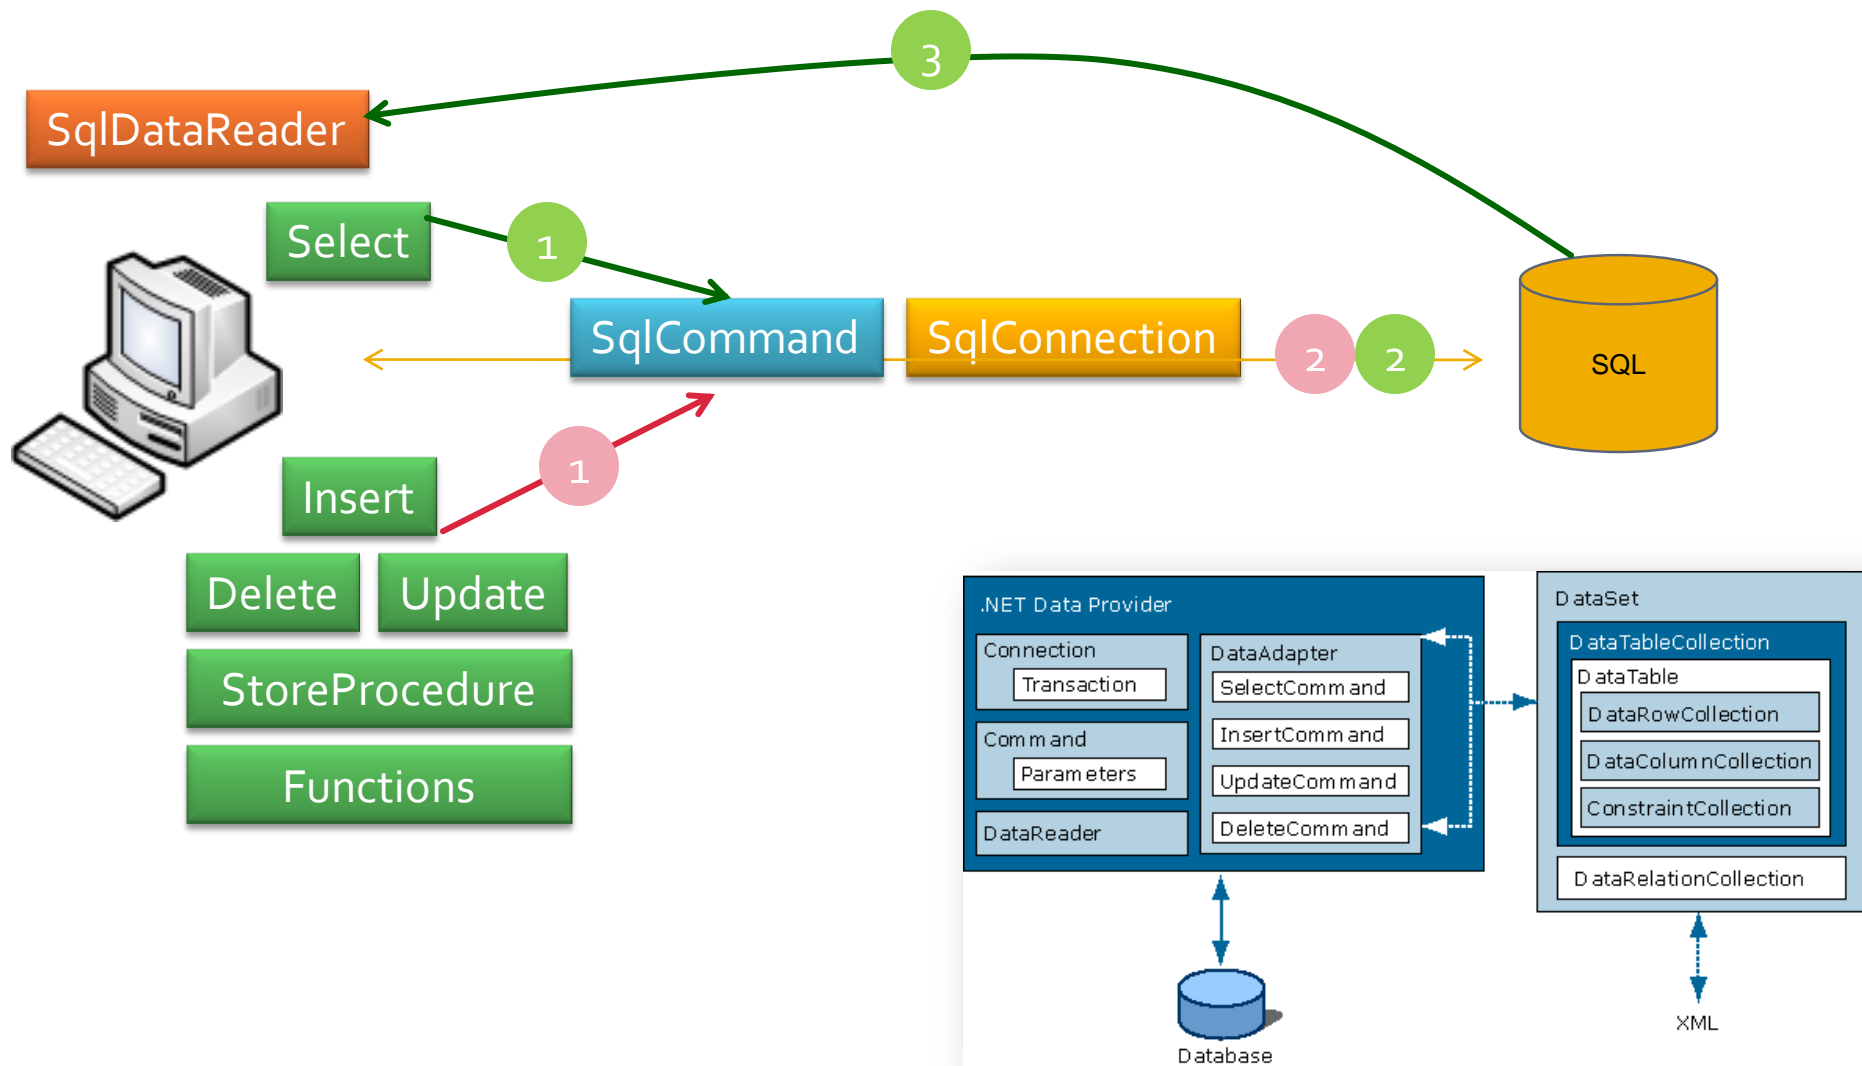 3
SqlDataReader
Select
1
SqlCommand
SqlConnection
2
2
SQL
1
Insert
Delete
Update
StoreProcedure
Functions
.NET Data Provider
Connection
Transaction
Command
Parameters
DataReader
DataAdapter
SelectCommand
InsertCommand
UpdateCommand
DeleteCommand
DataSet
DataTableCollection
DataTable
DataRowCollection
DataColumnCollection
ConstraintCollection
DataRelationCollection
Database
XML